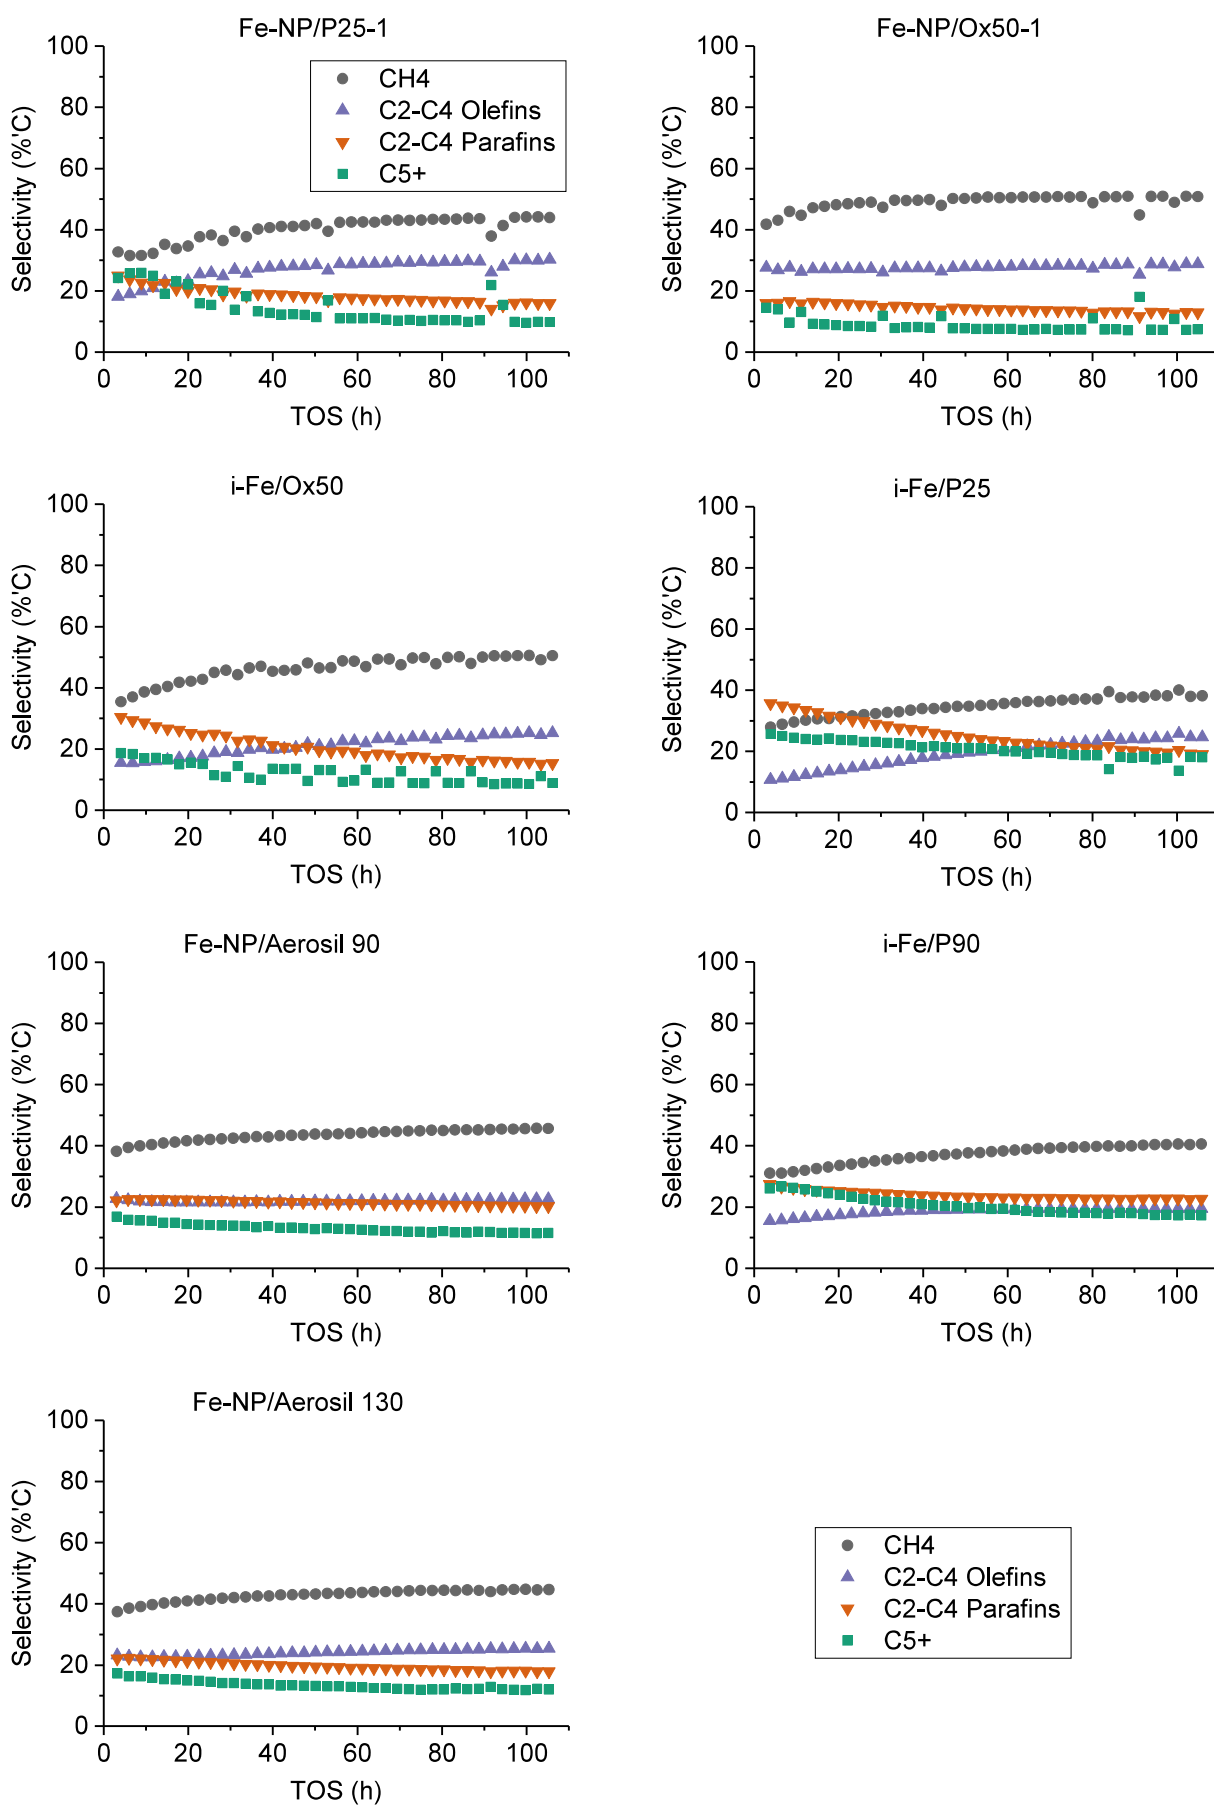 Fe-NP/P25-1
100
80
60
40
20
0
Selectivity (%'C)
CH4
C2-C4 Olefins
C2-C4 Parafins
C5+
0 20 40 60 80 100
TOS (h)
Fe-NP/Ox50-1
100
80
60
40
20
0
Selectivity (%'C)
0 20 40 60 80 100
TOS (h)
i-Fe/Ox50
100
80
60
40
20
0
Selectivity (%'C)
0 20 40 60 80 100
TOS (h)
i-Fe/P25
100
80
60
40
20
0
Selectivity (%'C)
0 20 40 60 80 100
TOS (h)
Fe-NP/Aerosil 90
100
80
60
40
20
0
Selectivity (%'C)
0 20 40 60 80 100
TOS (h)
i-Fe/P90
100
80
60
40
20
0
Selectivity (%'C)
0 20 40 60 80 100
TOS (h)
Fe-NP/Aerosil 130
100
80
60
40
20
0
Selectivity (%'C)
0 20 40 60 80 100
TOS (h)
CH4
C2-C4 Olefins
C2-C4 Parafins
C5+